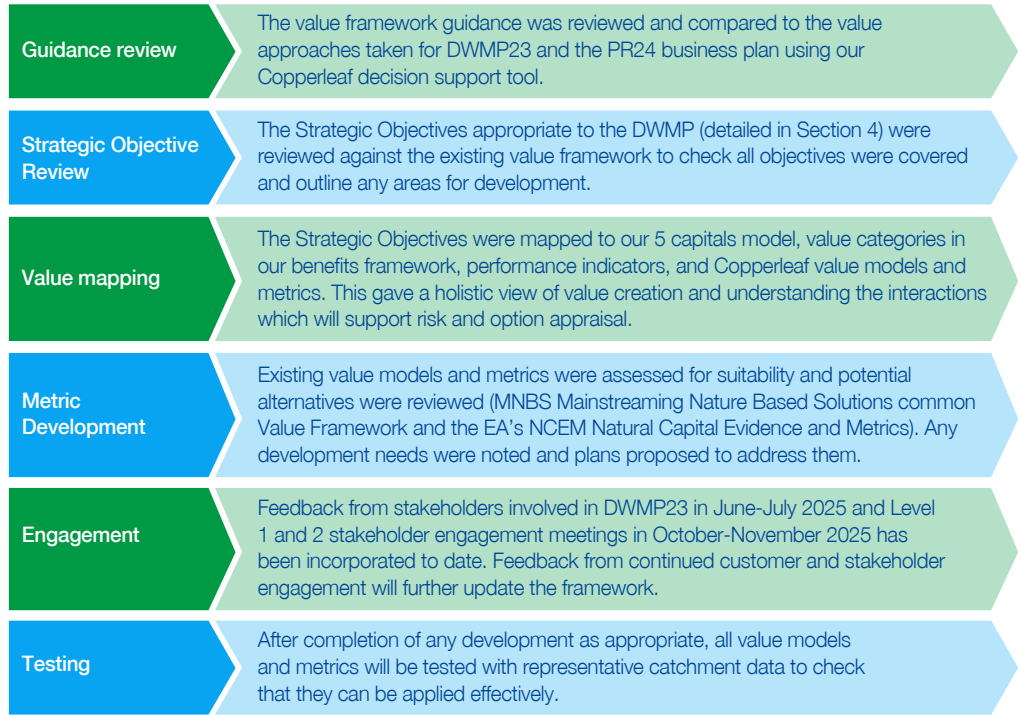 Guidance review
The value framework guidance was reviewed and compared to the value
approaches taken for DWMP23 and the PR24 business plan using our
Copperleaf decision support tool.
Strategic Objective
Review
The Strategic Objectives appropriate to the DWMP (detailed in Section 4) were
reviewed against the existing value framework to check all objectives were covered
and outline any areas for development.
Value mapping
The Strategic Objectives were mapped to our 5 capitals model, value categories in
our benefits framework, performance indicators, and Copperleaf value models and
metrics. This gave a holistic view of value creation and understanding the interactions
which will support risk and option appraisal.
Metric
Development
Existing value models and metrics were assessed for suitability and potential
alternatives were reviewed (MNBS Mainstreaming Nature Based Solutions common
Value Framework and the EA's NCEM Natural Capital Evidence and Metrics). Any
development needs were noted and plans proposed to address them.
Engagement
Feedback from stakeholders involved in DWMP23 in June-July 2025 and Level
1 and 2 stakeholder engagement meetings in October-November 2025 has
been incorporated to date. Feedback from continued customer and stakeholder
engagement will further update the framework.
Testing
After completion of any development as appropriate, all value models
and metrics will be tested with representative catchment data to check
that they can be applied effectively.